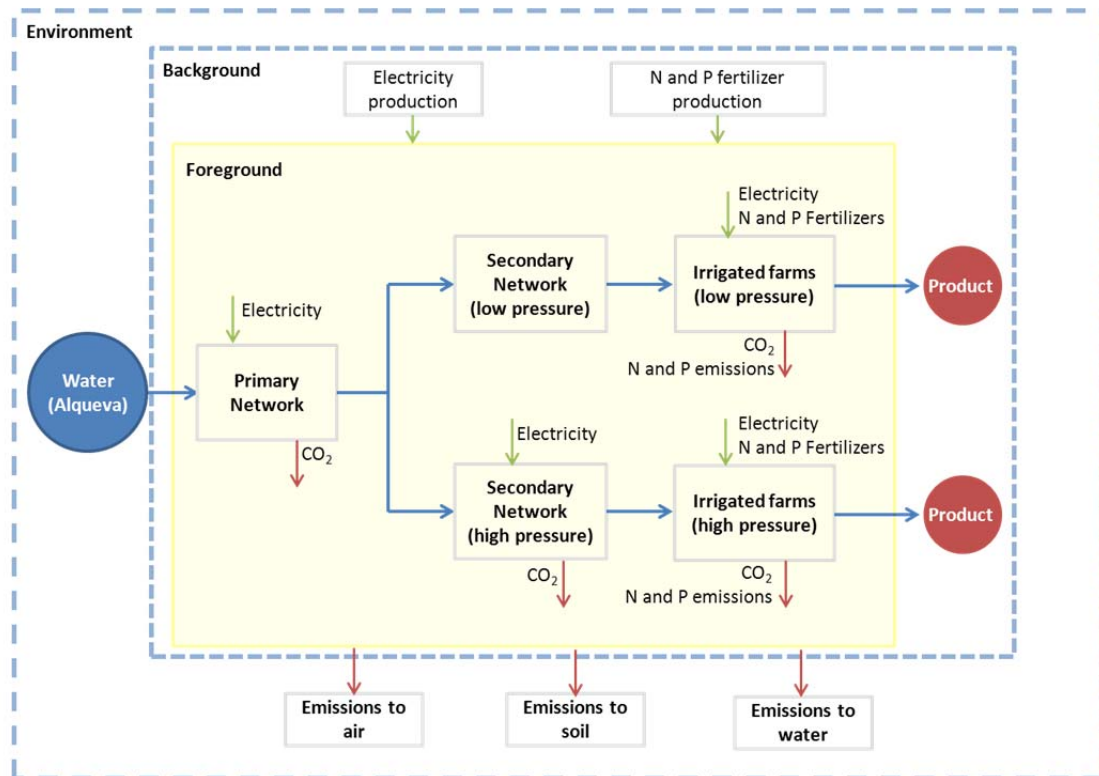 Environment
Background
Electricity
production
N and P fertilizer
production
Foreground
Electricity
N and P Fertilizers
Secondary
Network
(low pressure)
Irrigated farms
(low pressure)
Product
Electricity
CO₂
N and P emissions
Water
(Alqueva)
Primary
Network
CO₂
Electricity
Electricity
N and P Fertilizers
Secondary
Network
(high pressure)
Irrigated farms
(high pressure)
Product
CO₂
CO₂
N and P emissions
Emissions to
air
Emissions to
soil
Emissions to
water